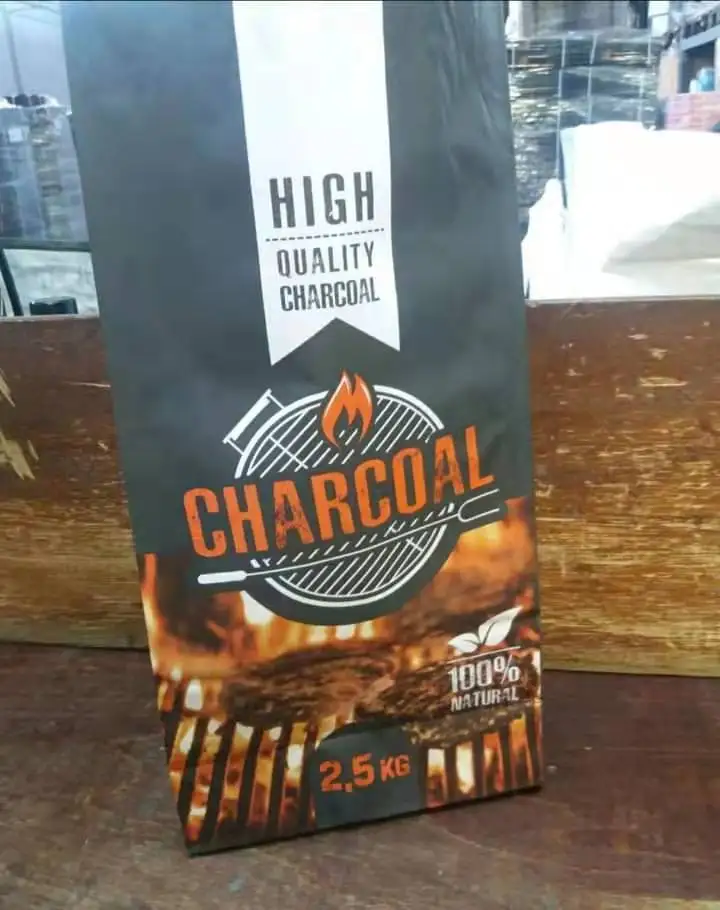 HIGH
QUALITY
CHARCOAL
CHARCOAL
100%
NATURAL
2,5 KG